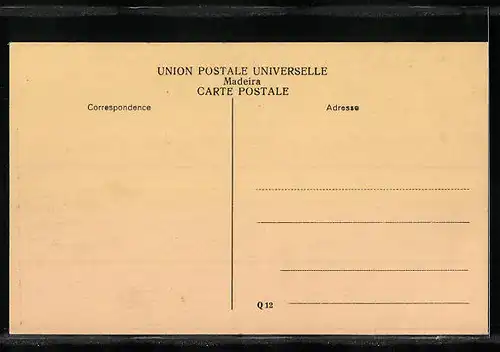 UNION POSTALE UNIVERSELLE
Madeira
CARTE POSTALE
Correspondence
Adresse
Q 12